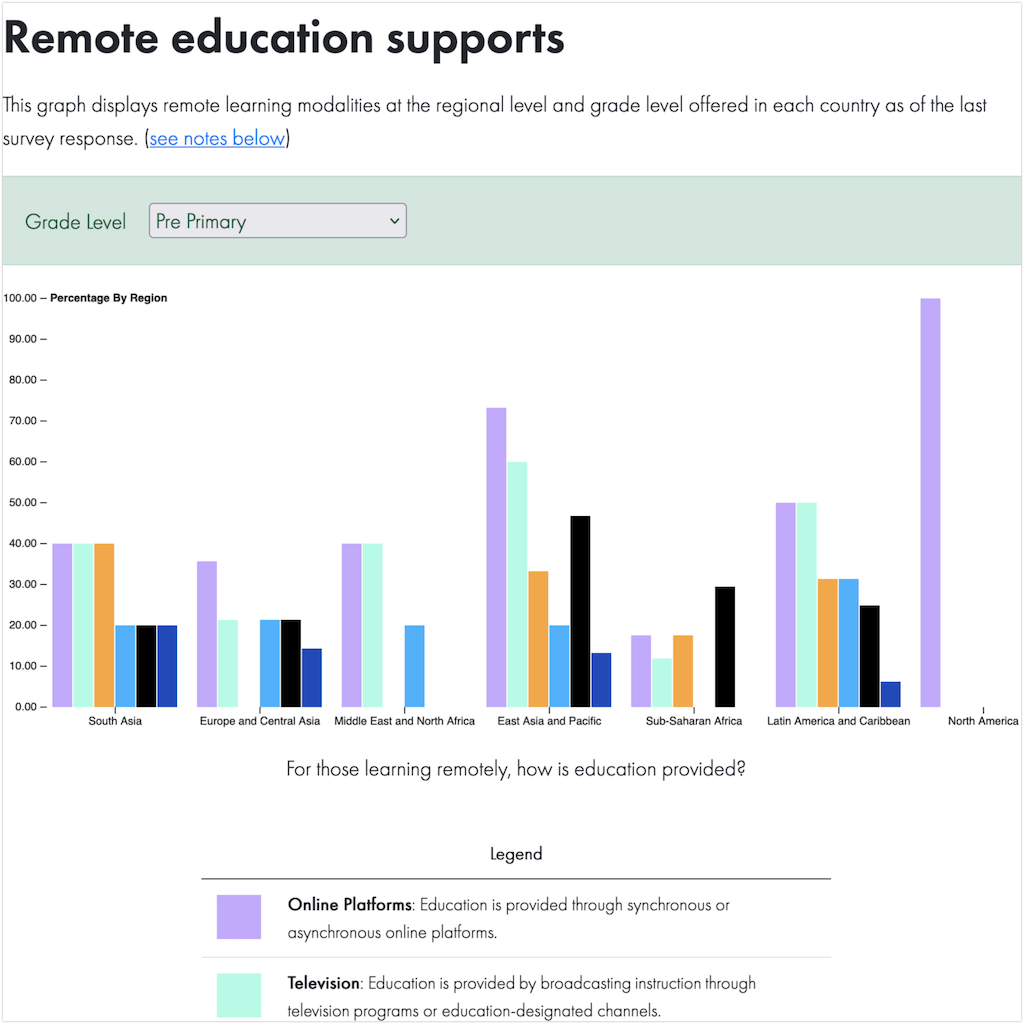 Remote education supports
This graph displays remote learning modalities at the regional level and grade level offered in each country as of the last
survey response. (see notes below)
Grade Level Pre Primary
100.00 Percentage By Region
90.00
80.00
70.00
60.00
50.00
40.00
30.00
20.00
10.00
0.00
South Asia Europe and Central Asia Middle East and North Africa East Asia and Pacific Sub-Saharan Africa Latin America and Caribbean North America
For those learning remotely, how is education provided?
Legend
Online Platforms: Education is provided through synchronous or
asynchronous online platforms.
Television: Education is provided by broadcasting instruction through
television programs or education-designated channels.